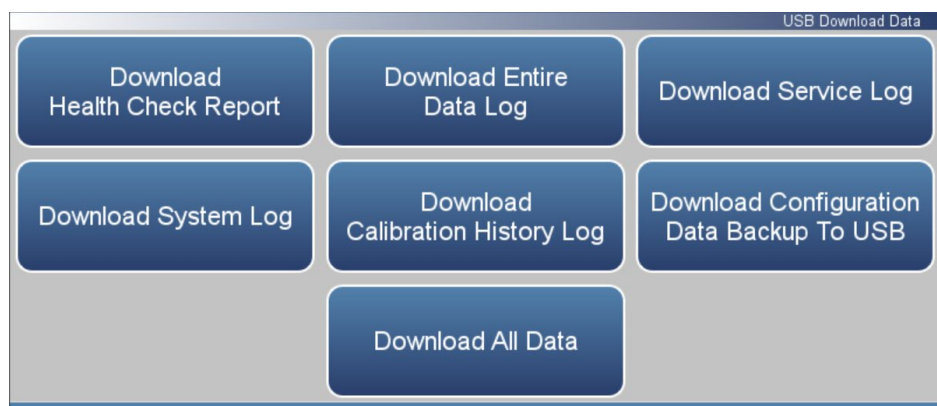 USB Download Data
Download
Health Check Report
Download Entire
Data Log
Download Service Log
Download System Log
Download
Calibration History Log
Download Configuration
Data Backup To USB
Download All Data